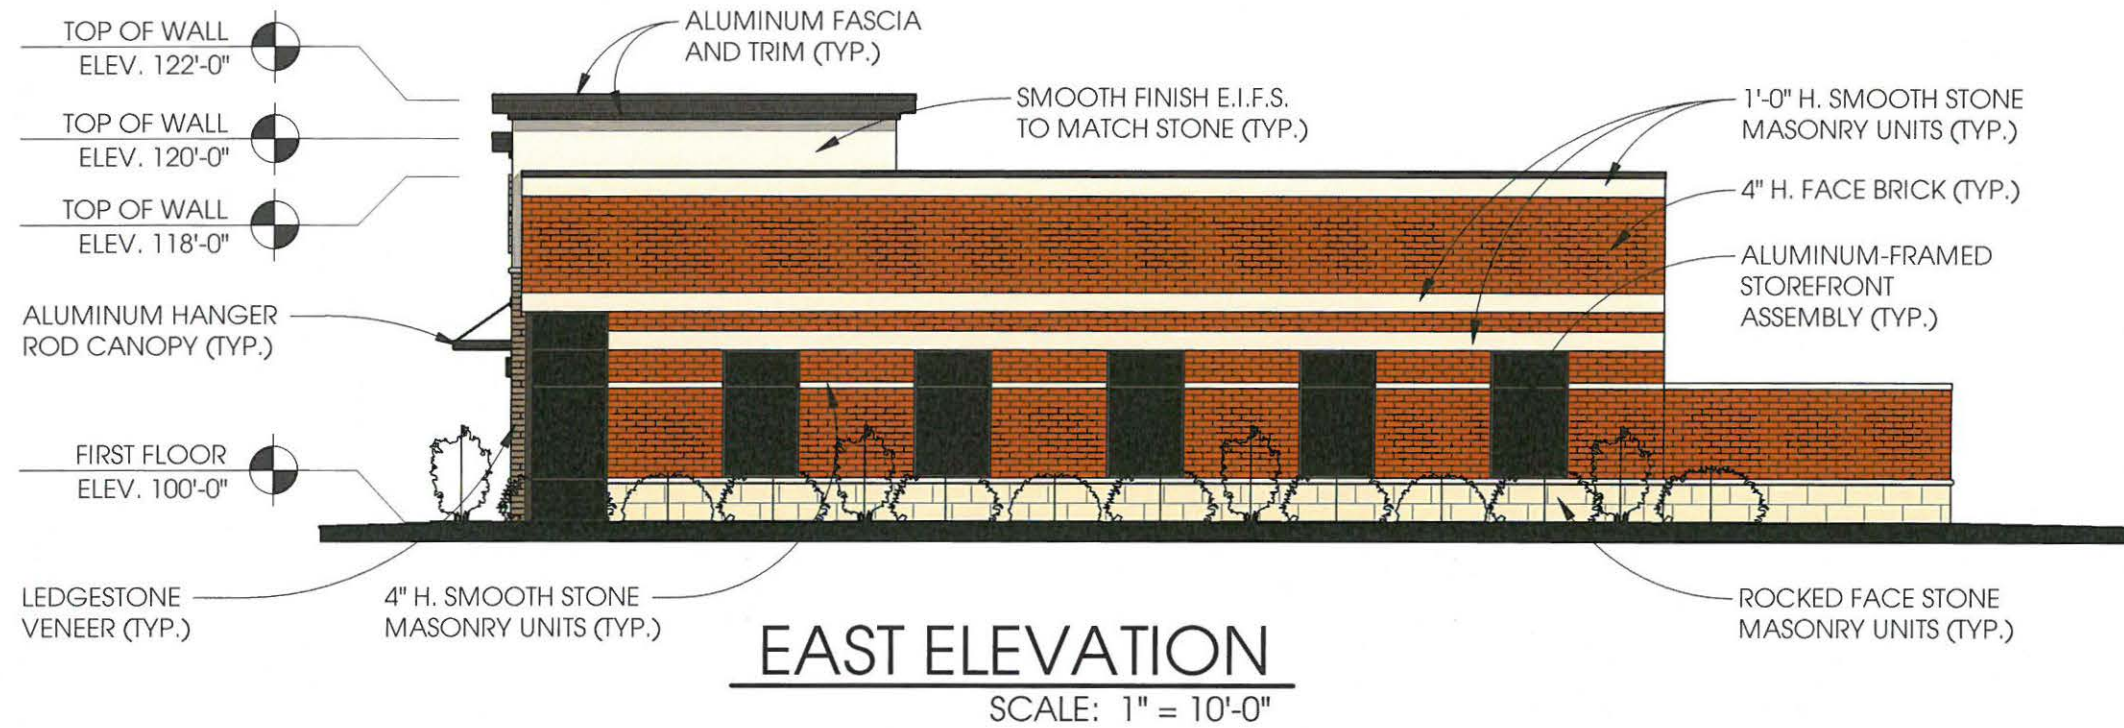 TOP OF WALL
ELEV. 122'-0"
TOP OF WALL
ELEV. 120'-0"
TOP OF WALL
ELEV. 118'-0"
ALUMINUM HANGER
ROD CANOPY (TYP.)
FIRST FLOOR
ELEV. 100'-0"
LEDGESTONE
VENEER (TYP.)
4" H. SMOOTH STONE
MASONRY UNITS (TYP.)
ALUMINUM FASCIA
AND TRIM (TYP.)
SMOOTH FINISH E.I.F.S.
TO MATCH STONE (TYP.)
1'-0" H. SMOOTH STONE
MASONRY UNITS (TYP.)
4" H. FACE BRICK (TYP.)
ALUMINUM-FRAMED
STOREFRONT
ASSEMBLY (TYP.)
ROCKED FACE STONE
MASONRY UNITS (TYP.)
EAST ELEVATION
SCALE: 1" = 10'-0"